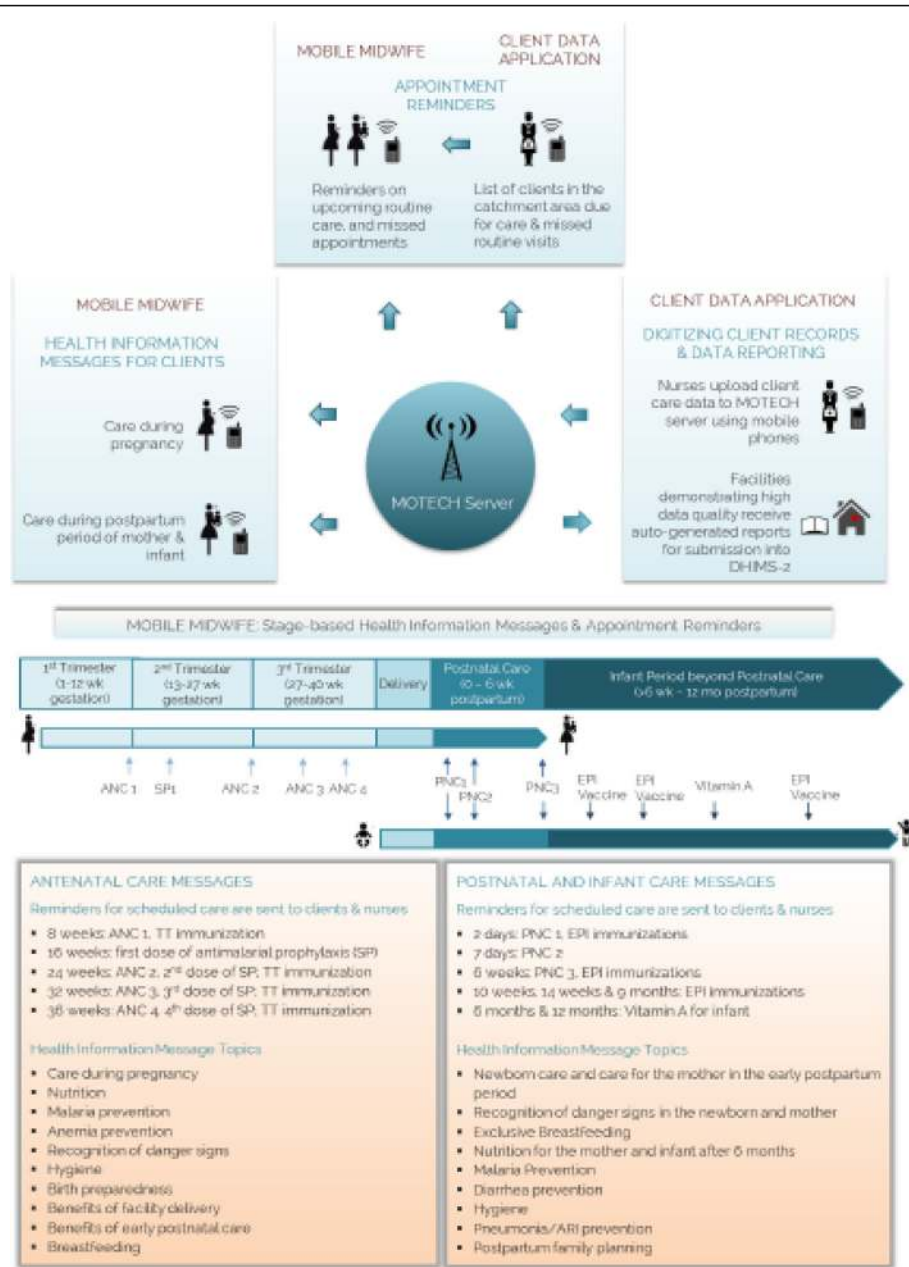 MOBILE MIDWIFE
CLIENT DATA
APPLICATION
APPOINTMENT
REMINDERS
Reminders on
upcoming routine
care, and missed
appointments
List of clients in the
catchment area due
for care & missed
routine visits
MOBILE MIDWIFE
HEALTH INFORMATION
MESSAGES FOR CLIENTS
Care during
pregnancy
Care during postpartum
period of mother &
infant
MOTECH Server
CLIENT DATA APPLICATION
DIGITIZING CLIENT RECORDS
& DATA REPORTING
Nurses upload client
care data to MOTECH
server using mobile
phones
Facilities
demonstrating high
data quality receive
auto-generated reports
for submission into
DHIMS-2
MOBILE MIDWIFE: Stage-based Health Information Messages & Appointment Reminders
1st Trimester
(1-12 wk
gestation)
2nd Trimester
(13-27 wk
gestation)
3rd Trimester
(27-40 wk
gestation)
Delivery
Postnatal Care
(0 - 6 wk
postpartum)
Infant Period beyond Postnatal Care
(>6 wk - 12 mo postpartum)
ANC 1
SP1
ANC 2
ANC 3
ANC 4
PNC1
PNC2
PNC3
EPI
Vaccine
EPI
Vaccine
Vitamin A
EPI
Vaccine
ANTENATAL CARE MESSAGES
Reminders for scheduled care are sent to clients & nurses
▪ 8 weeks: ANC 1, TT immunization
▪ 16 weeks: first dose of antimalarial prophylaxis (SP)
▪ 24 weeks: ANC 2, 2nd dose of SP; TT immunization
▪ 32 weeks: ANC 3, 3rd dose of SP; TT immunization
▪ 36 weeks: ANC 4, 4th dose of SP; TT immunization
Health Information Message Topics
▪ Care during pregnancy
▪ Nutrition
▪ Malaria prevention
▪ Anemia prevention
▪ Recognition of danger signs
▪ Hygiene
▪ Birth preparedness
▪ Benefits of facility delivery
▪ Benefits of early postnatal care
▪ Breastfeeding
POSTNATAL AND INFANT CARE MESSAGES
Reminders for scheduled care are sent to clients & nurses
▪ 2 days: PNC 1, EPI immunizations
▪ 7 days: PNC 2
▪ 6 weeks: PNC 3, EPI immunizations
▪ 10 weeks, 14 weeks & 9 months: EPI immunizations
▪ 6 months & 12 months: Vitamin A for infant
Health Information Message Topics
▪ Newborn care and care for the mother in the early postpartum
period
▪ Recognition of danger signs in the newborn and mother
▪ Exclusive Breastfeeding
▪ Nutrition for the mother and infant after 6 months
▪ Malaria Prevention
▪ Diarrhea prevention
▪ Hygiene
▪ Pneumonia/ARI prevention
▪ Postpartum family planning